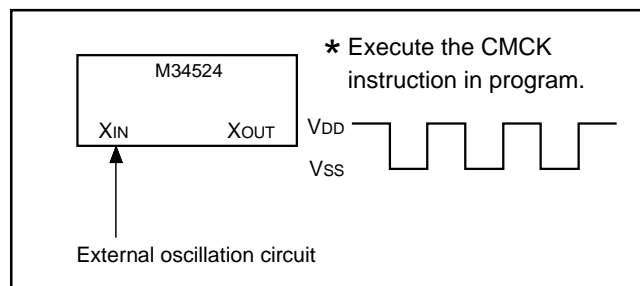 M34524
XIN XOUT
* Execute the CMCK
instruction in program.
VDD
VSS
External oscillation circuit